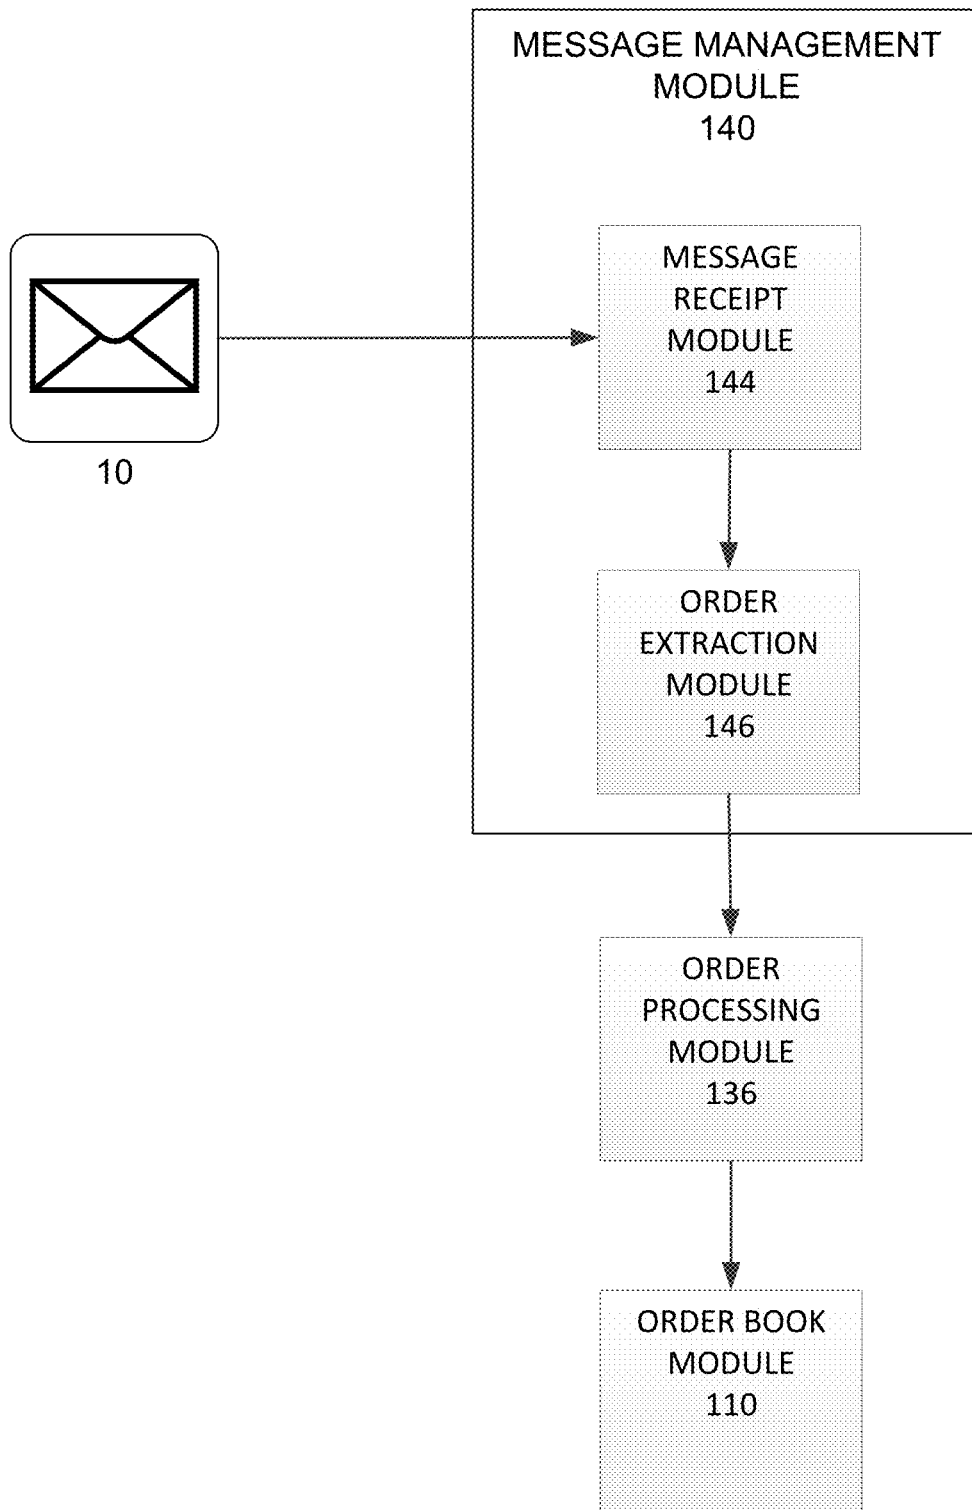 MESSAGE MANAGEMENT
MODULE
140
MESSAGE
RECEIPT
MODULE
144
10
ORDER
EXTRACTION
MODULE
146
ORDER
PROCESSING
MODULE
136
ORDER BOOK
MODULE
110